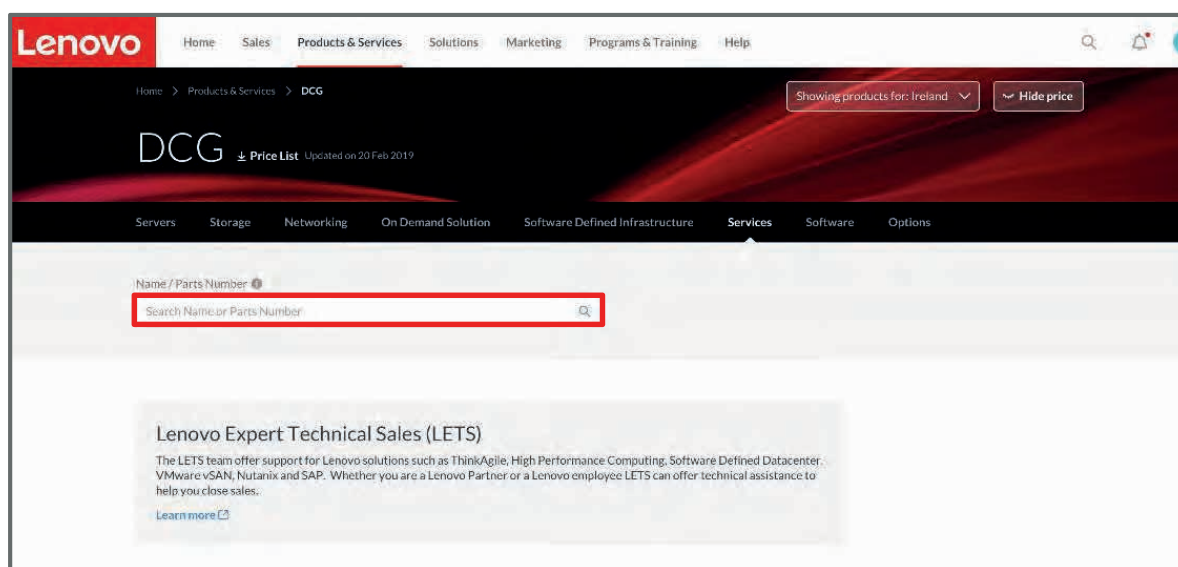 Lenovo
Home Sales Products & Services Solutions Marketing Programs & Training Help
Home > Products & Services > DCG
Showing products for: Ireland
Hide price
DCG Price List Updated on 20 Feb 2019
Servers Storage Networking On Demand Solution Software Defined Infrastructure Services Software Options
Name / Parts Number
Search Name or Parts Number
Lenovo Expert Technical Sales (LETS)
The LETS team offer support for Lenovo solutions such as ThinkAgile, High Performance Computing, Software Defined Datacenter,
VMware vSAN, Nutanix and SAP. Whether you are a Lenovo Partner or a Lenovo employee LETS can offer technical assistance to
help you close sales.
Learn more